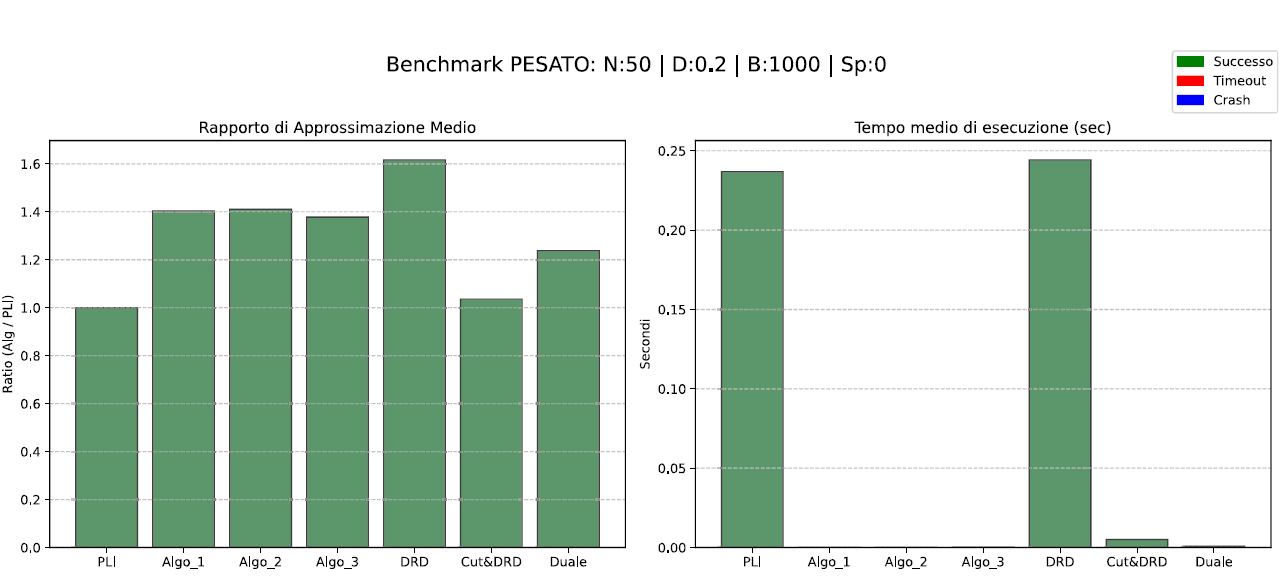 Benchmark PESATO: N:50 | D:0.2 | B:1000 | Sp:0
Successo
Timeout
Crash
Rapporto di Approssimazione Medio
Ratio (Alg / PLI)
1.6
1.4
1.2
1.0
0.8
0.6
0.4
0.2
0.0
PLI
Algo_1
Algo_2
Algo_3
DRD
Cut&DRD
Duale
Tempo medio di esecuzione (sec)
Secondi
0.25
0.20
0.15
0.10
0.05
0.00
PLI
Algo_1
Algo_2
Algo_3
DRD
Cut&DRD
Duale